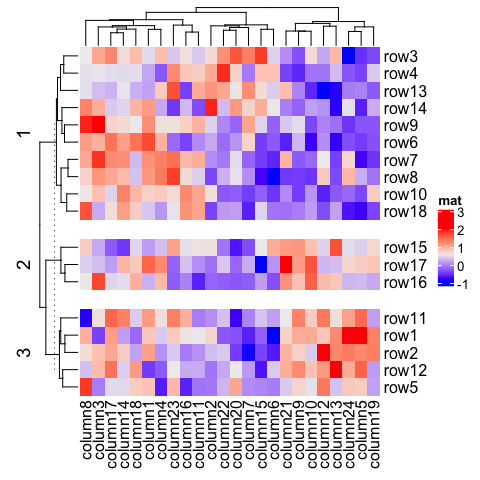 row3
row4
row13
row14
row9
row6
row7
row8
row10
row18
row15
row17
row16
row11
row1
row2
row12
row5
1
2
3
mat
3
2
1
0
-1
column8
column3
column17
column14
column18
column1
column4
column23
column16
column11
column2
column22
column20
column7
column15
column6
column21
column9
column10
column12
column13
column24
column5
column19